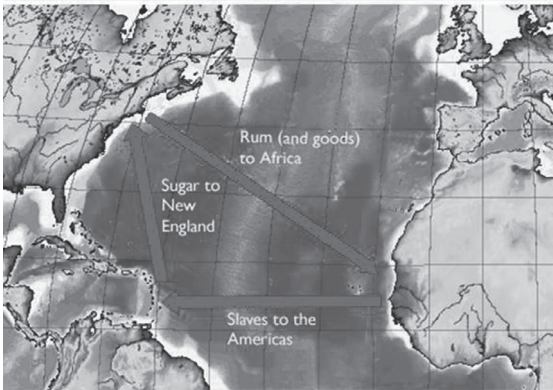 Rum (and goods)
to Africa
Sugar to
New
England
Slaves to the
Americas